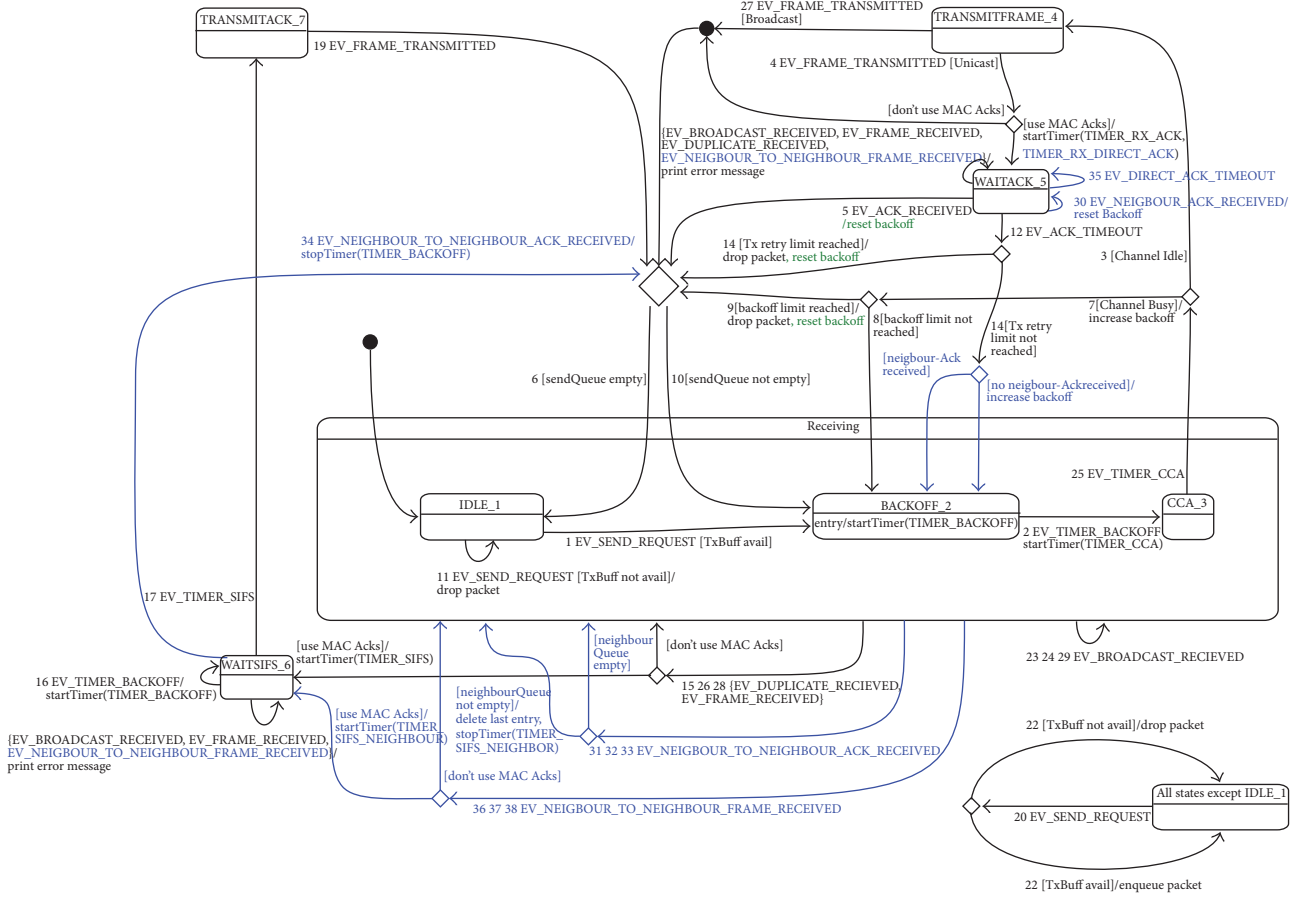 27 EV_FRAME_TRANSMITTED
[Broadcast]
TRANSMITACK_7
TRANSMITFRAME_4
19 EV_FRAME_TRANSMITTED
4 EV_FRAME_TRANSMITTED [Unicast]
[don't use MAC Acks]
[use MAC Acks]/
startTimer(TIMER_RX_ACK,
TIMER_RX_DIRECT_ACK)
{EV_BROADCAST_RECEIVED, EV_FRAME_RECEIVED,
EV_DUPLICATE_RECEIVED,
EV_NEIGBOUR_TO_NEIGHBOUR_FRAME_RECEIVED}/
print error message
WAITACK_5
35 EV_DIRECT_ACK_TIMEOUT
30 EV_NEIGBOUR_ACK_RECEIVED/
reset Backoff
5 EV_ACK_RECEIVED
/reset backoff
12 EV_ACK_TIMEOUT
34 EV_NEIGHBOUR_TO_NEIGHBOUR_ACK_RECEIVED/
stopTimer(TIMER_BACKOFF)
14 [Tx retry limit reached]/
drop packet, reset backoff
3 [Channel Idle]
9[backoff limit reached]/
drop packet, reset backoff
8[backoff limit not
reached]
7[Channel Busy]/
increase backoff
14[Tx retry
limit not
reached]
[neigbour-Ack
received]
[no neigbour-Ackreceived]/
increase backoff
6 [sendQueue empty]
10[sendQueue not empty]
Receiving
25 EV_TIMER_CCA
IDLE_1
BACKOFF_2
entry/startTimer(TIMER_BACKOFF)
CCA_3
1 EV_SEND_REQUEST [TxBuff avail]
2 EV_TIMER_BACKOFF
startTimer(TIMER_CCA)
11 EV_SEND_REQUEST [TxBuff not avail]/
drop packet
17 EV_TIMER_SIFS
[use MAC Acks]/
startTimer(TIMER_SIFS)
[neighbour
Queue
empty]
[don't use MAC Acks]
23 24 29 EV_BROADCAST_RECIEVED
WAITSIFS_6
16 EV_TIMER_BACKOFF/
startTimer(TIMER_BACKOFF)
15 26 28 {EV_DUPLICATE_RECIEVED,
EV_FRAME_RECEIVED}
[use MAC Acks]/
startTimer(TIMER_
SIFS_NEIGHBOUR)
[neighbourQueue
not empty]/
delete last entry,
stopTimer(TIMER_
SIFS_NEIGHBOR)
31 32 33 EV_NEIGBOUR_TO_NEIGHBOUR_ACK_RECEIVED
{EV_BROADCAST_RECEIVED, EV_FRAME_RECEIVED,
EV_NEIGBOUR_TO_NEIGHBOUR_FRAME_RECEIVED}/
print error message
[don't use MAC Acks]
36 37 38 EV_NEIGBOUR_TO_NEIGHBOUR_FRAME_RECEIVED
22 [TxBuff not avail]/drop packet
All states except IDLE_1
20 EV_SEND_REQUEST
22 [TxBuff avail]/enqueue packet